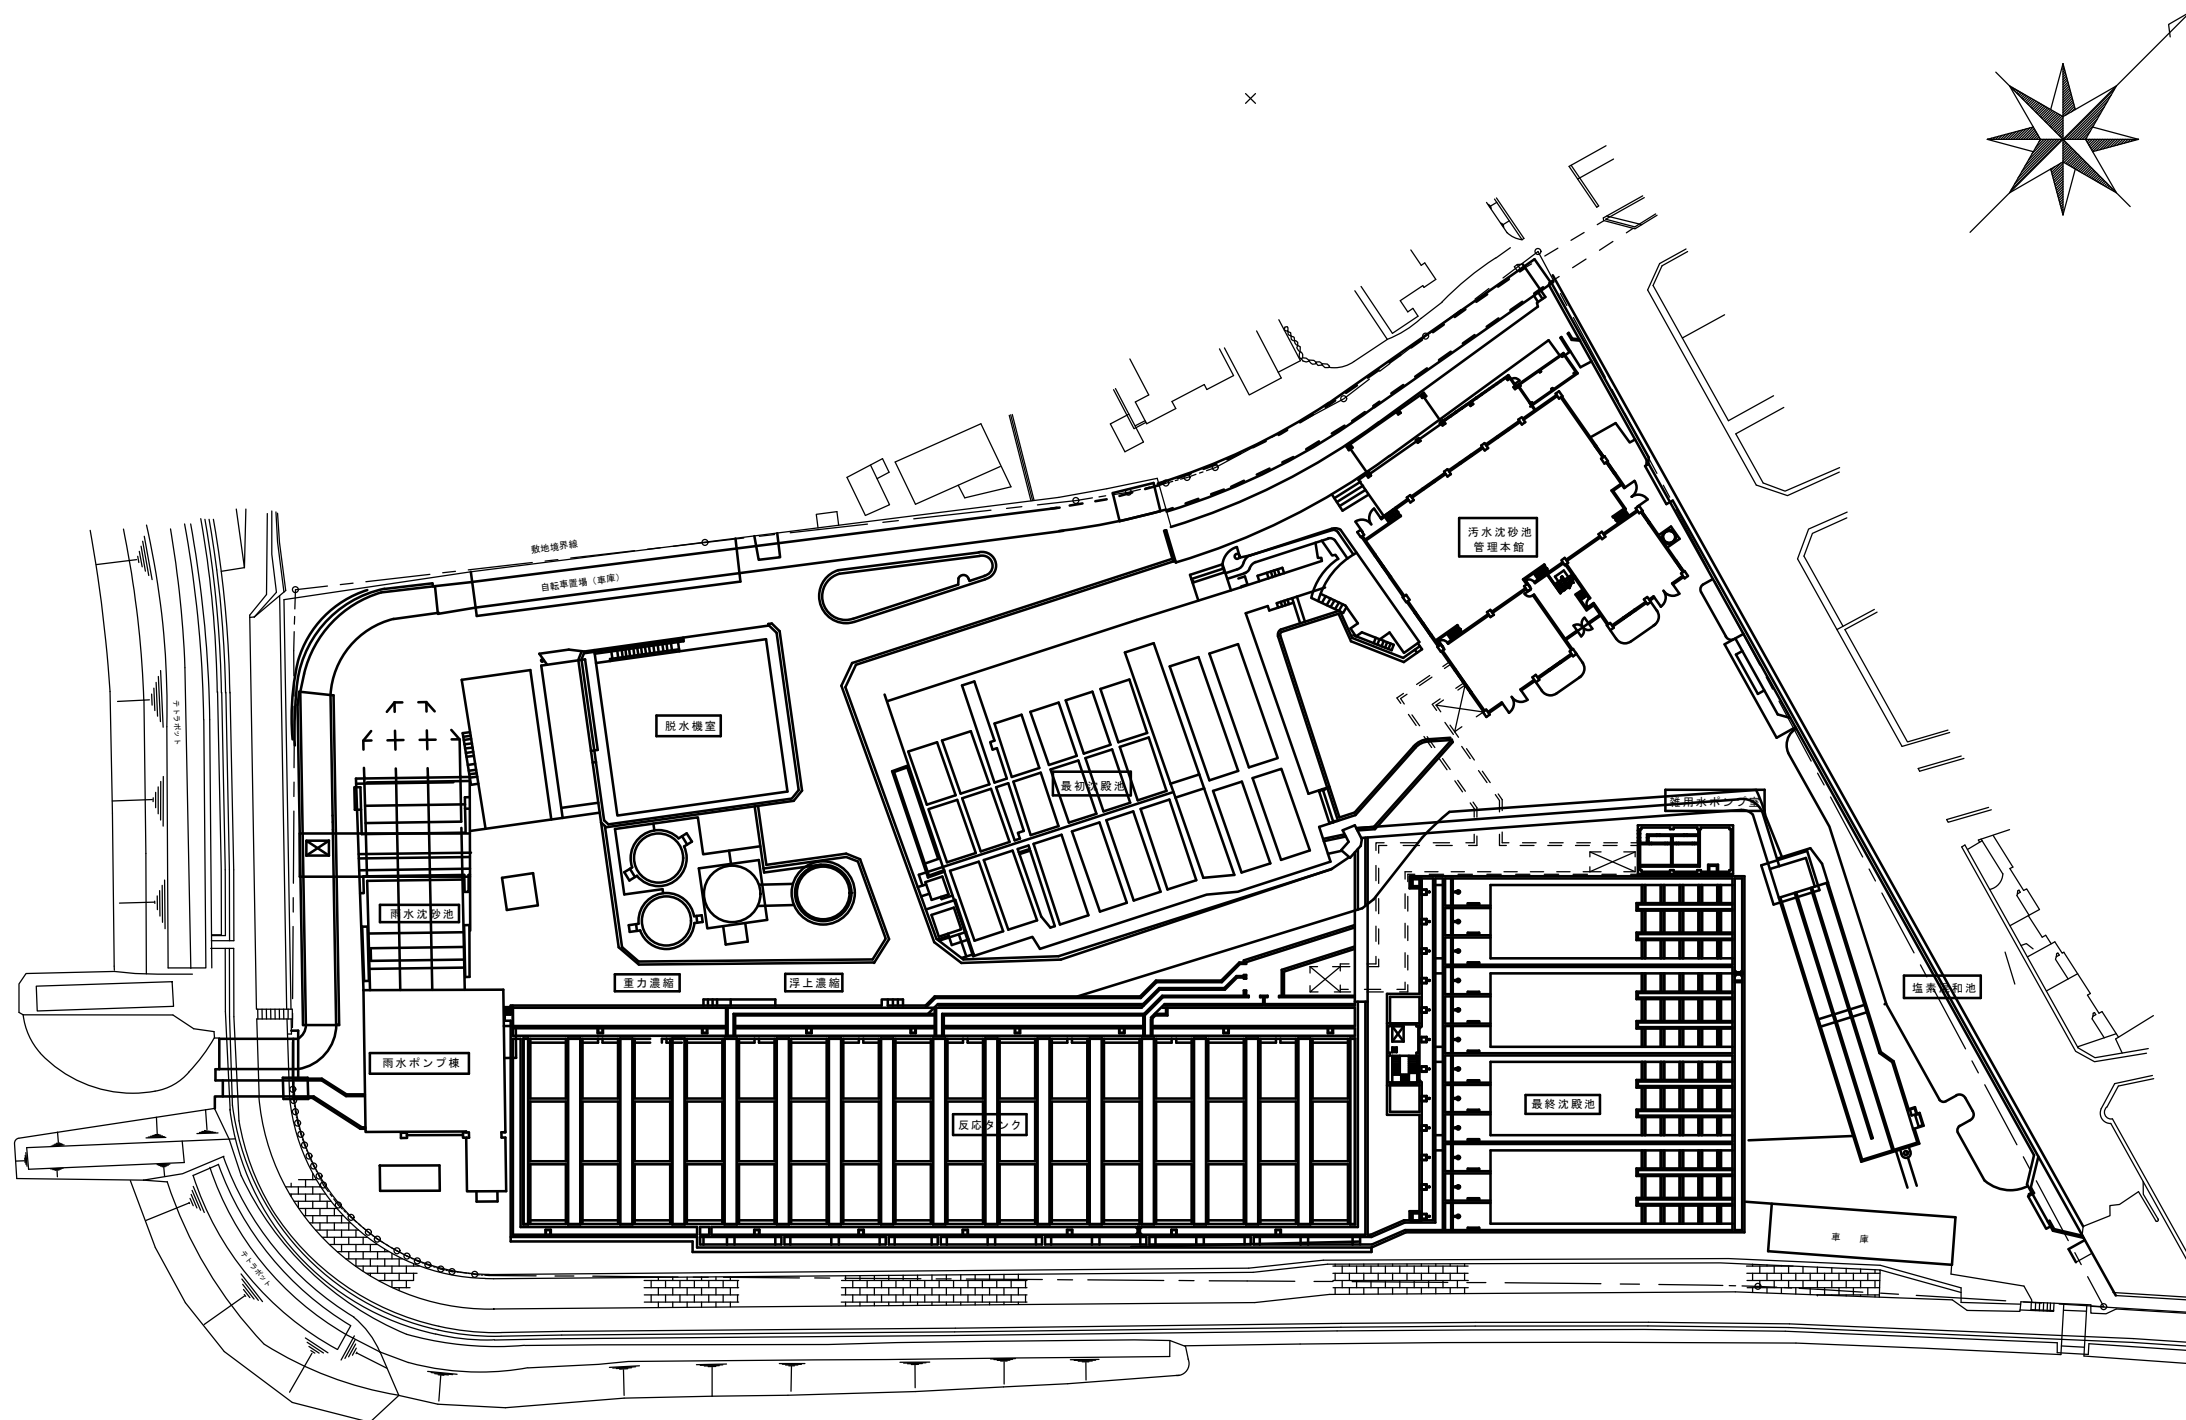 敷地境界線
自転車置場（車庫）
汚水沈砂池
管理本館
テトラポット
脱水機室
最初沈殿池
雑用水ポンプ室
雨水沈砂池
重力濃縮
浮上濃縮
塩素混和池
雨水ポンプ棟
最終沈殿池
反応タンク
車庫
テトラポット